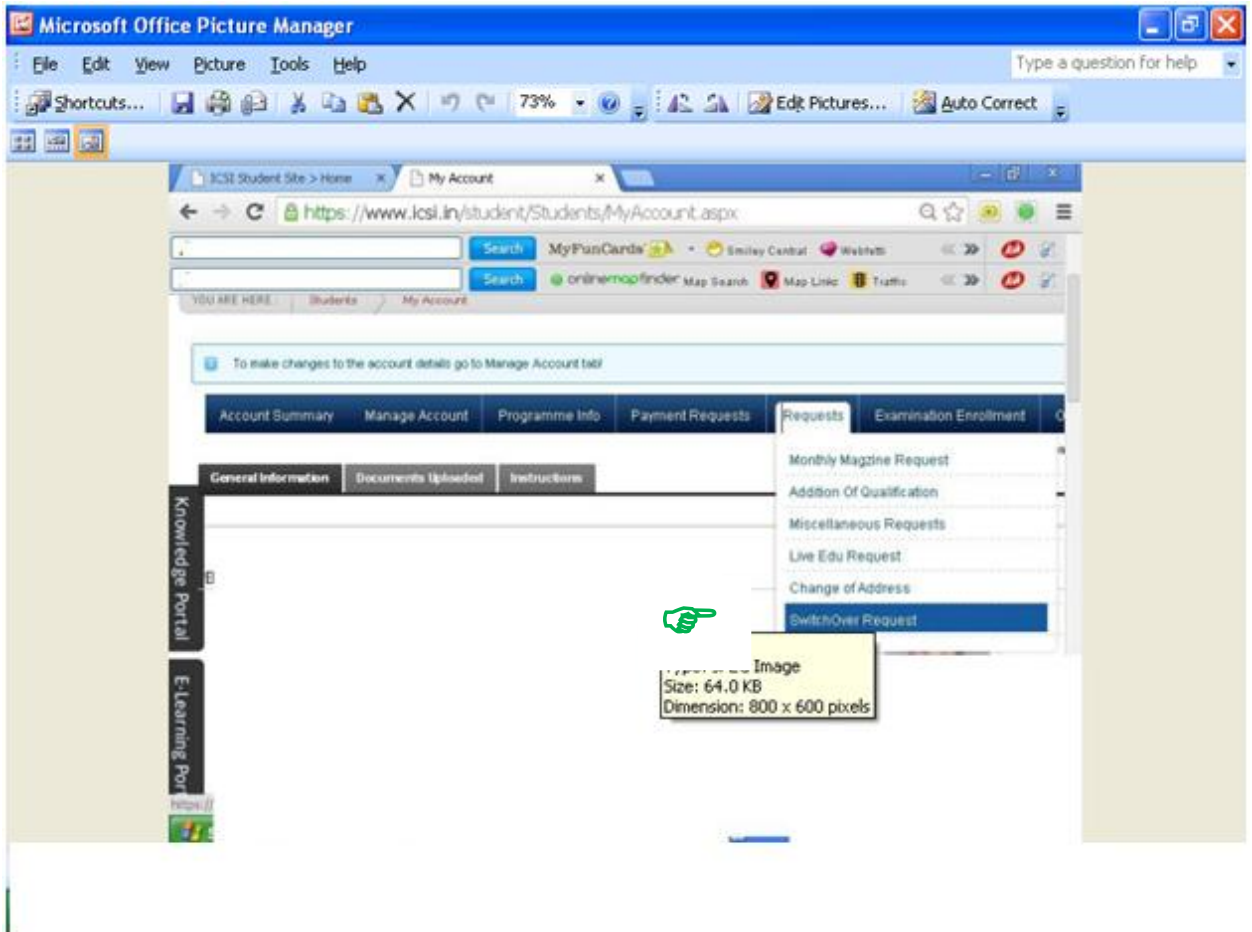 Microsoft Office Picture Manager
File Edit View Picture Tools Help Type a question for help
Shortcuts... 73% Edit Pictures... Auto Correct
ICSI Student Site > Home My Account
https://www.icsi.in/student/Students/MyAccount.aspx
Search MyFunCards Smiley Central Webfetti
Search onlinemapfinder Map Search Map Links Traffic
YOU ARE HERE Students My Account
To make changes to the account details go to Manage Account tab!
Account Summary Manage Account Programme Info Payment Requests Requests Examination Enrollment
Monthly Magzine Request
General Information Documents Uploaded Instructions
Addition Of Qualification
Miscellaneous Requests
Live Edu Request
Change of Address
SwitchOver Request
Knowledge Portal
E-Learning Por
Image
Size: 64.0 KB
Dimension: 800 x 600 pixels
https://